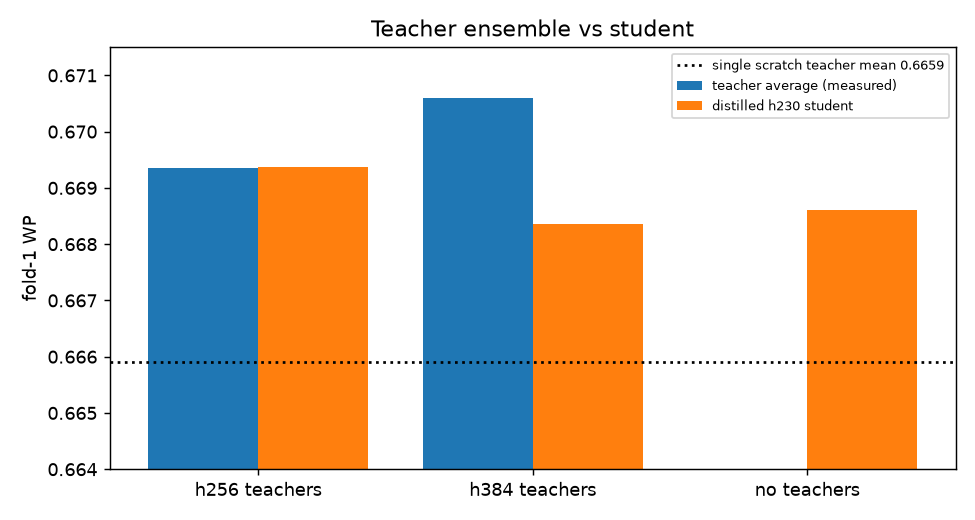 Teacher ensemble vs student
single scratch teacher mean 0.6659
teacher average (measured)
distilled h230 student
fold-1 WP
0.671
0.670
0.669
0.668
0.667
0.666
0.665
0.664
h256 teachers
h384 teachers
no teachers